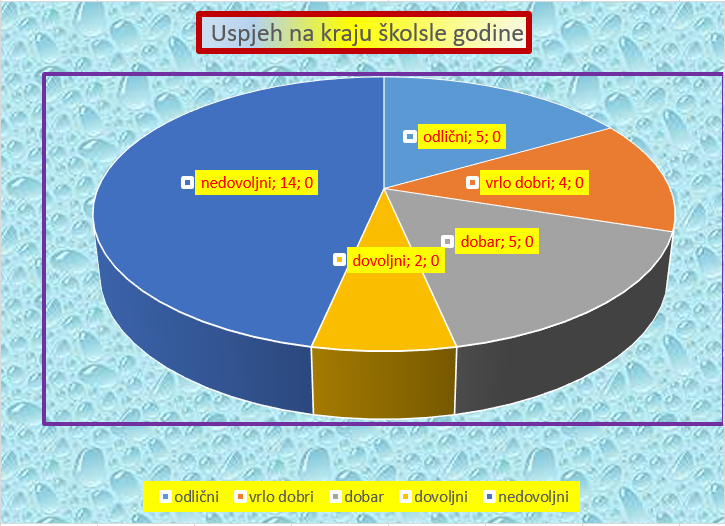 Uspjeh na kraju školsle godine
odlični; 5; 0
nedovoljni; 14; 0
vrlo dobri; 4; 0
dobar; 5; 0
dovoljni; 2; 0
odlični vrlo dobri dobar dovoljni nedovoljni